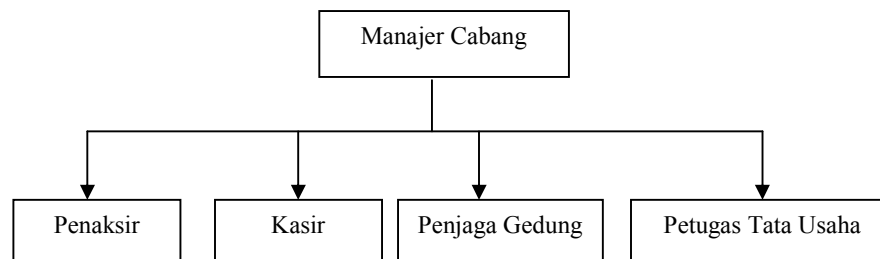 Manajer Cabang
Penaksir
Kasir
Penjaga Gedung
Petugas Tata Usaha